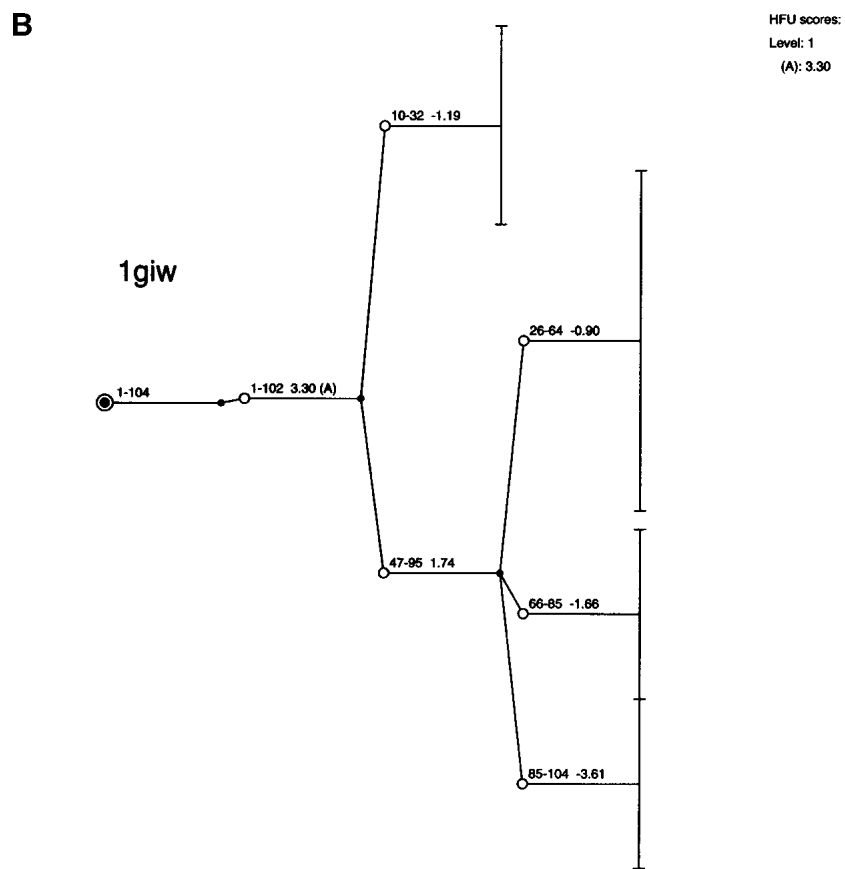 B
HFU scores:
Level: 1
(A): 3.30
10-32 -1.19
1giw
26-64 -0.90
1-104
1-102 3.30 (A)
47-95 1.74
66-85 -1.66
85-104 -3.61